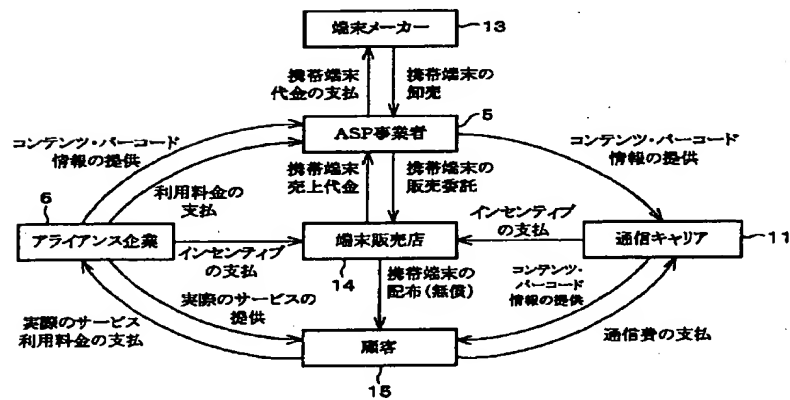 端末メーカー
13
携帯端末
代金の支払
携帯端末の
卸売
5
ASP事業者
コンテンツ・バーコード
情報の提供
コンテンツ・バーコード
情報の提供
利用料金の
支払
携帯端末
売上代金
携帯端末の
販売委託
6
アライアンス企業
インセンティブ
の支払
端末販売店
14
インセンティブ
の支払
通信キャリア
11
携帯端末の
配布(無償)
コンテンツ・
バーコード
情報の提供
実際のサービスの
提供
実際のサービス
利用料金の支払
通信費の支払
顧客
15